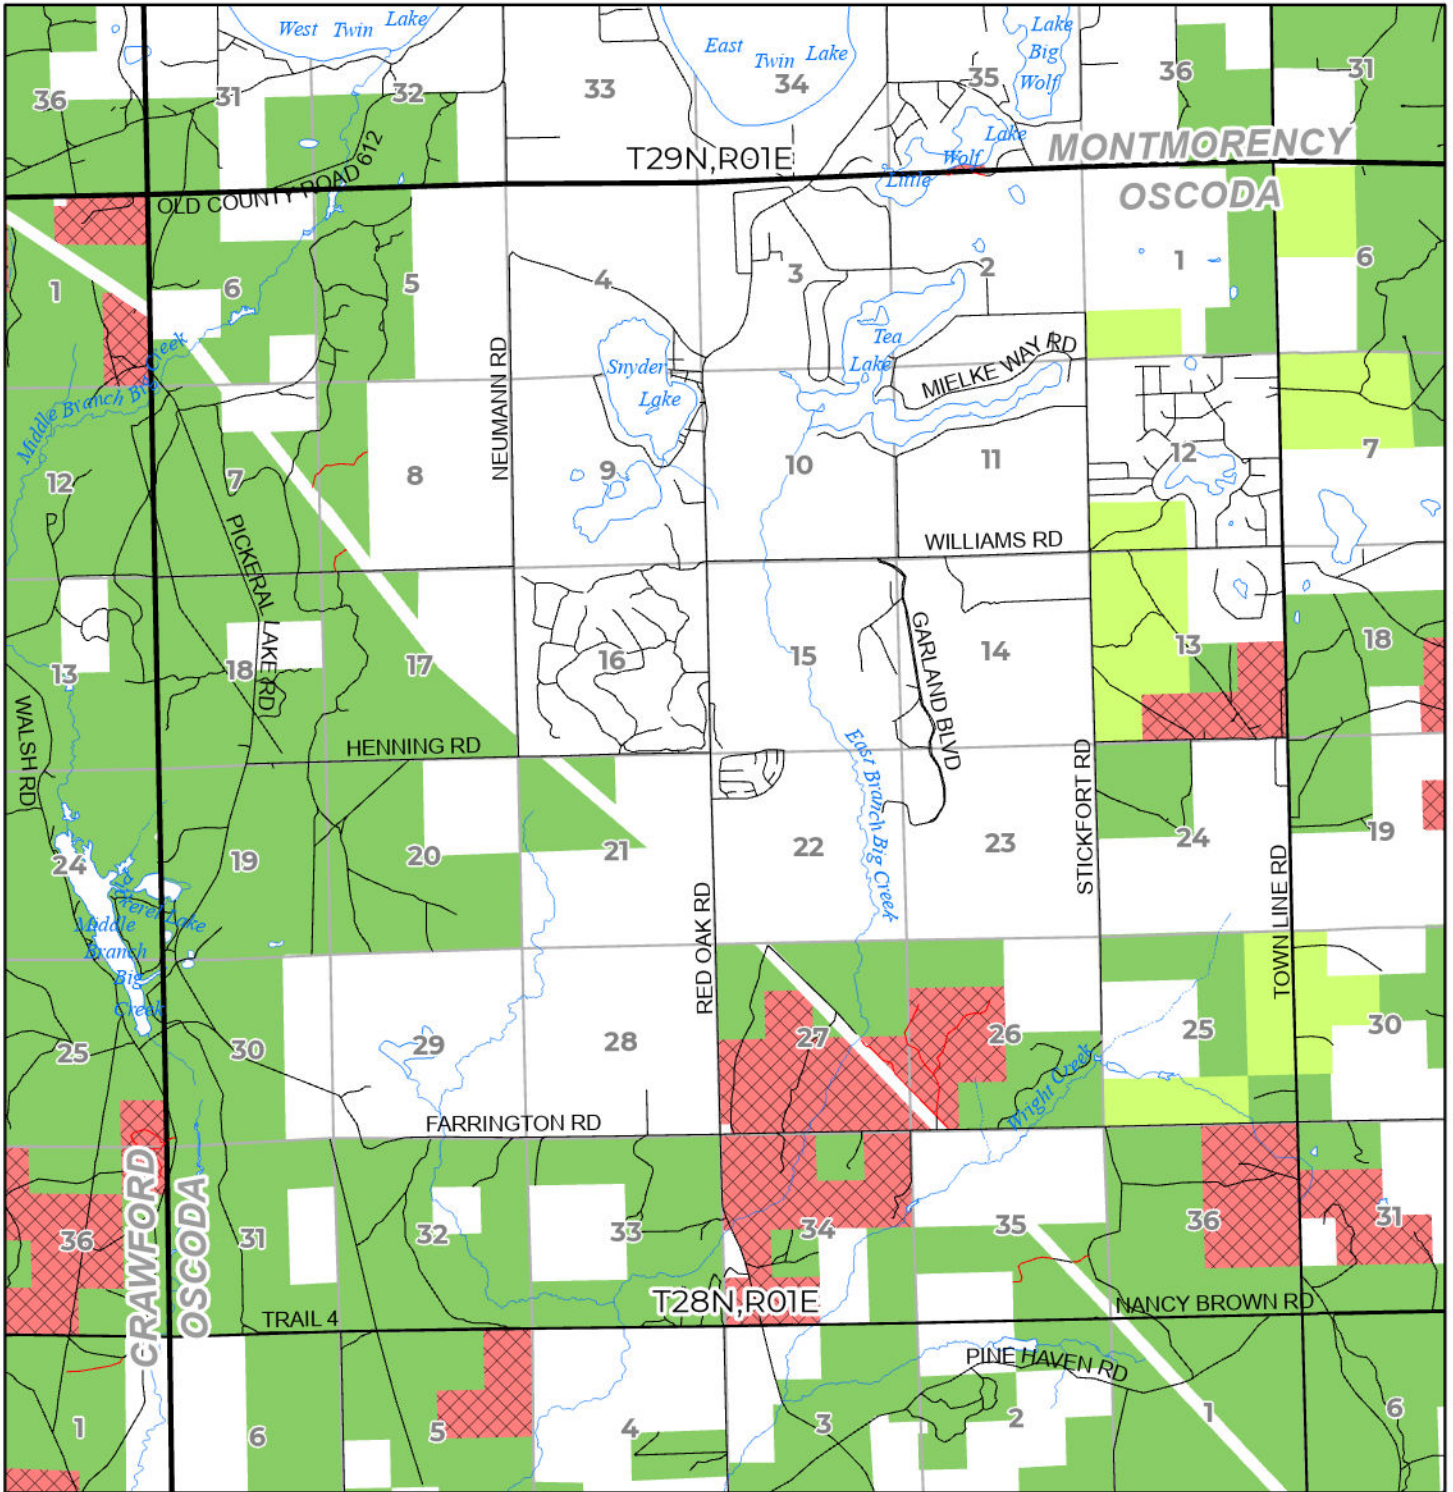 West Twin Lake
East Twin Lake
Lake
Big
Wolf
36
31
32
33
34
35
36
31
OLD COUNTY ROAD 612
T29N,R01E
Little Wolf Lake
MONTMORENCY
OSCODA
1
6
5
4
3
2
1
6
Middle Branch Big Creek
NEUMANN RD
Snyder
Lake
Tea
Lake
MIELKE WAY RD
12
7
8
9
10
11
12
7
PICKERAL LAKE RD
WILLIAMS RD
13
18
17
16
15
14
13
18
WALSH RD
HENNING RD
GARLAND BLVD
East Branch Big Creek
STICKFORT RD
24
19
20
21
22
23
24
19
Middle
Branch
Big
Creek
RED OAK RD
TOWN LINE RD
25
30
29
28
27
26
25
30
FARRINGTON RD
Wright Creek
36
31
32
33
34
35
36
31
CRAWFORD
OSCODA
TRAIL 4
T28N,R01E
NANCY BROWN RD
PINE HAVEN RD
1
6
5
4
3
2
1
6